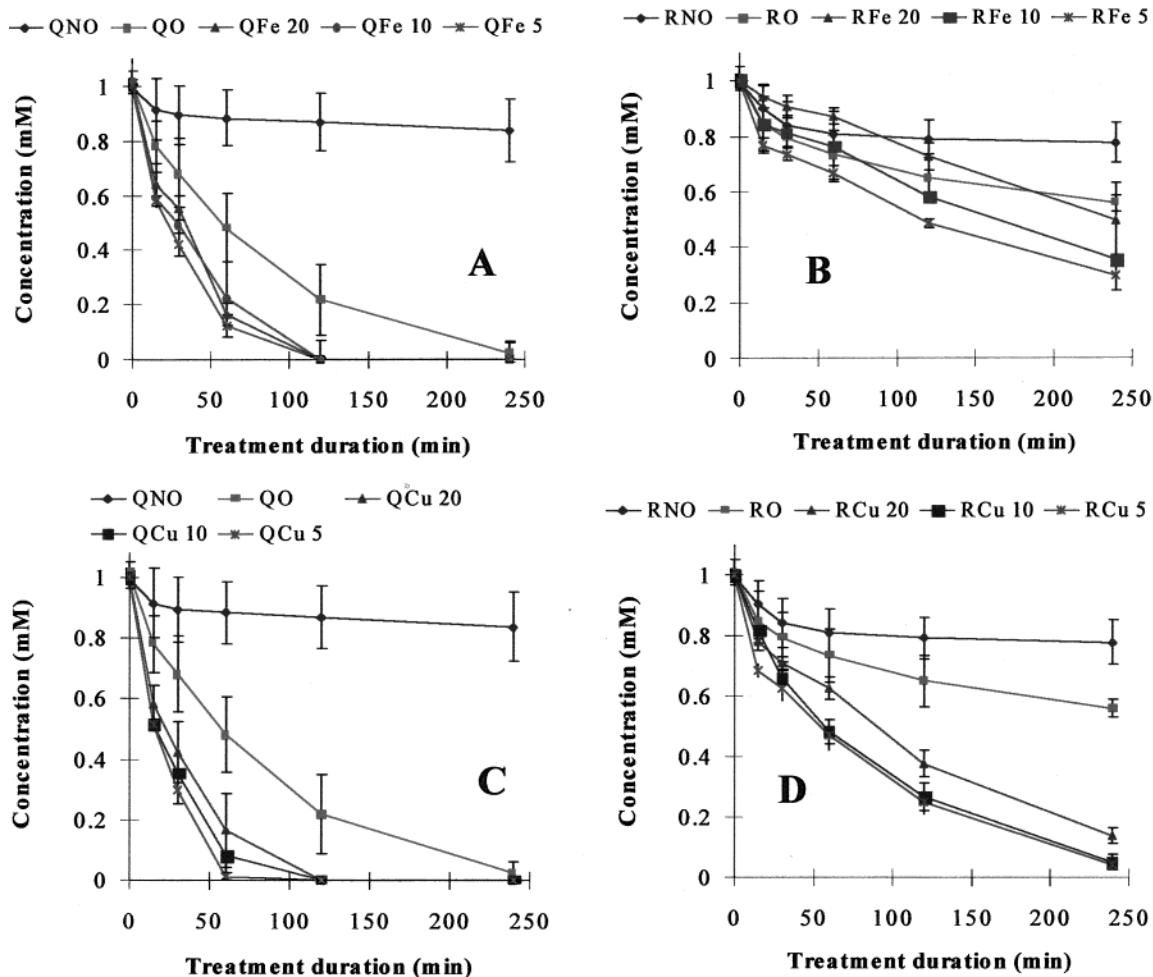 QNO QO QFe 20 QFe 10 QFe 5
Concentration (mM)
1
0.8
0.6
0.4
0.2
0
A
0 50 100 150 200 250
Treatment duration (min)
RNO RO RFe 20 RFe 10 RFe 5
Concentration (mM)
1
0.8
0.6
0.4
0.2
0
B
0 50 100 150 200 250
Treatment duration (min)
QNO QO QCu 20
QCu 10 QCu 5
Concentration (mM)
1
0.8
0.6
0.4
0.2
0
C
0 50 100 150 200 250
Treatment duration (min)
RNO RO RCu 20 RCu 10 RCu 5
Concentration (mM)
1
0.8
0.6
0.4
0.2
0
D
0 50 100 150 200 250
Treatment duration (min)